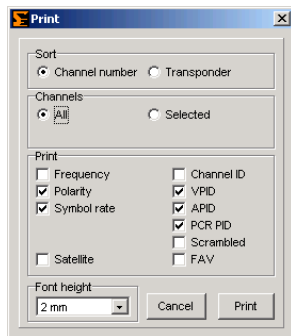 Print
Sort
Channel number Transponder
Channels
All Selected
Print
Frequency Channel ID
Polarity VPID
Symbol rate APID
PCR PID
Scrambled
Satellite FAV
Font height
2 mm Cancel Print